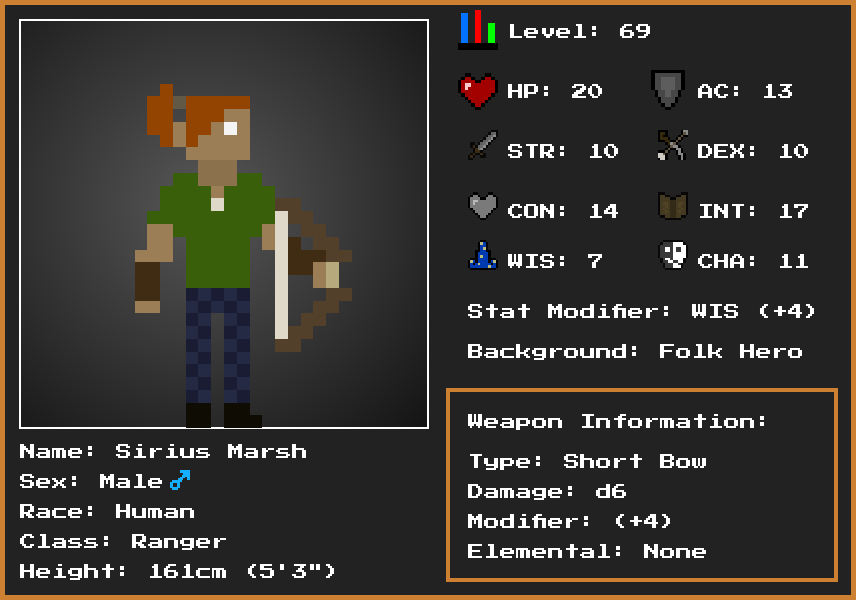 Level: 69
HP: 20 AC: 13
STR: 10 DEX: 10
CON: 14 INT: 17
WIS: 7 CHA: 11
Stat Modifier: WIS (+4)
Background: Folk Hero
Weapon Information:
Type: Short Bow
Damage: d6
Modifier: (+4)
Elemental: None
Name: Sirius Marsh
Sex: Male♂
Race: Human
Class: Ranger
Height: 161cm (5'3")